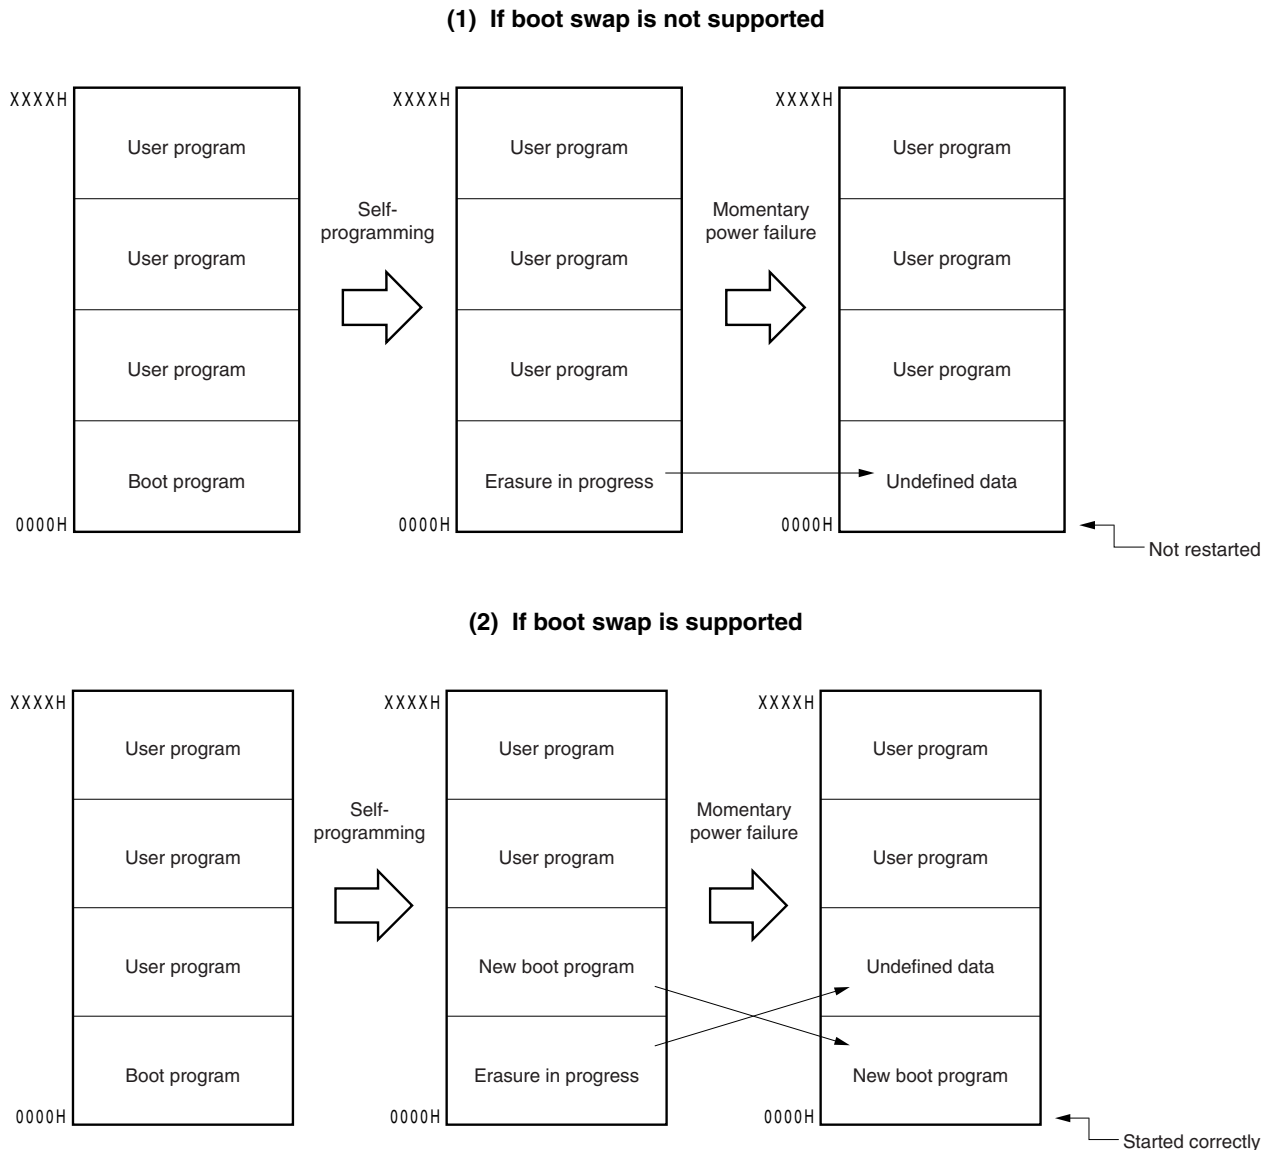 (1) If boot swap is not supported
XXXXH
User program
User program
User program
Boot program
0000H
Self-
programming
XXXXH
User program
User program
User program
Erasure in progress
0000H
Momentary
power failure
XXXXH
User program
User program
User program
Undefined data
0000H
Not restarted
(2) If boot swap is supported
XXXXH
User program
User program
User program
Boot program
0000H
Self-
programming
XXXXH
User program
User program
New boot program
Erasure in progress
0000H
Momentary
power failure
XXXXH
User program
User program
Undefined data
New boot program
0000H
Started correctly